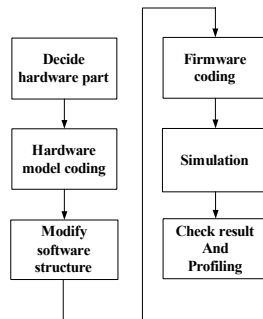 Decide
hardware part
Hardware
model coding
Modify
software
structure
Firmware
coding
Simulation
Check result
And
Profiling